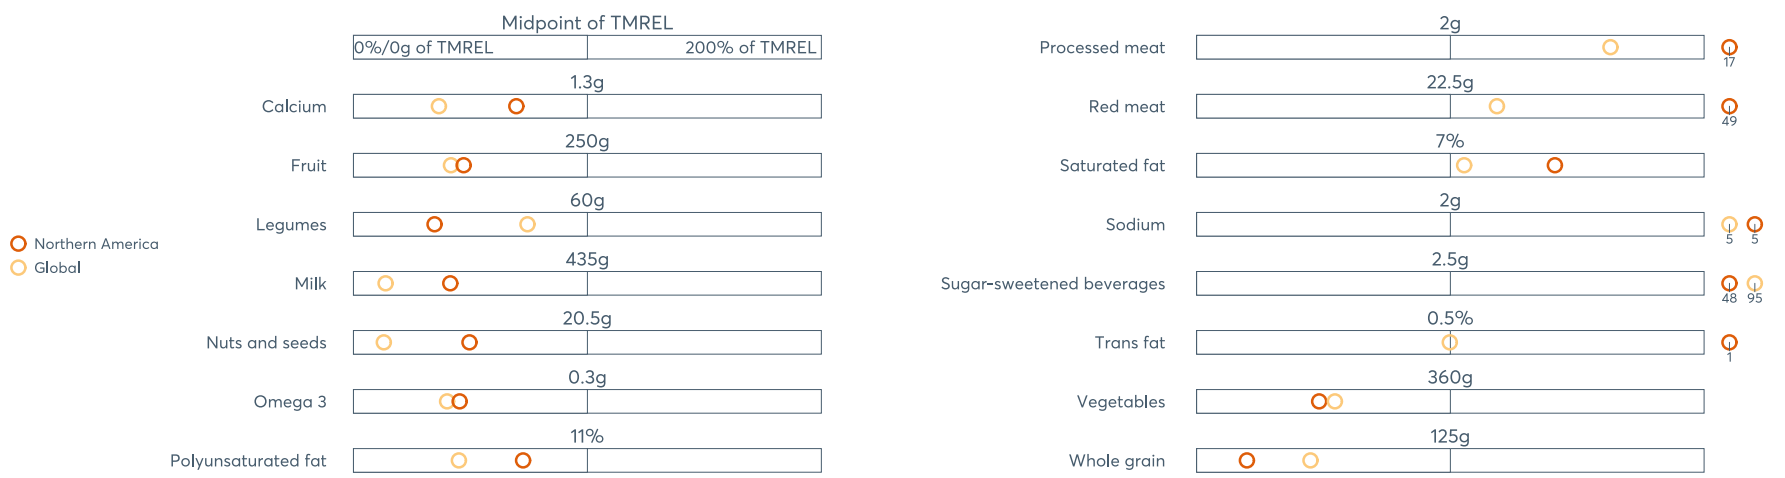 Midpoint of TMREL
0%/0g of TMREL 200% of TMREL
1.3g
Calcium
250g
Fruit
60g
Legumes
Northern America
Global
435g
Milk
20.5g
Nuts and seeds
0.3g
Omega 3
11%
Polyunsaturated fat
2g
Processed meat
17
22.5g
Red meat
49
7%
Saturated fat
2g
Sodium
5 5
2.5g
Sugar-sweetened beverages
48 95
0.5%
Trans fat
1
360g
Vegetables
125g
Whole grain